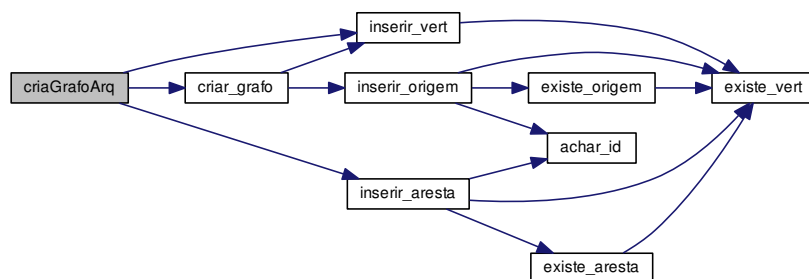 inserir_vert
criaGrafoArq
criar_grafo
inserir_origem
existe_origem
existe_vert
achar_id
inserir_aresta
existe_aresta